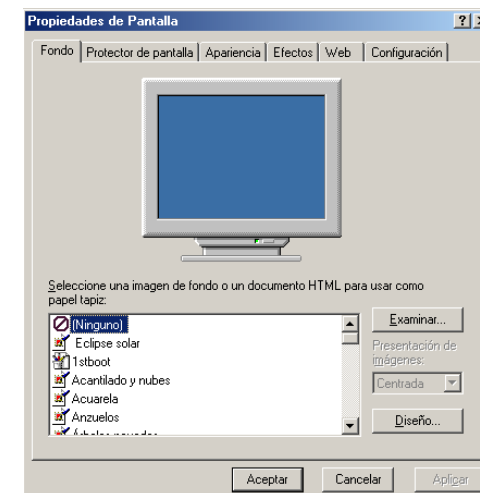 Propiedades de Pantalla
Fondo Protector de pantalla Apariencia Efectos Web Configuración
Seleccione una imagen de fondo o un documento HTML para usar como
papel tapiz:
(Ninguno)
Eclipse solar
1stboot
Acantilado y nubes
Acuarela
Anzuelos
Árboles nevados
Examinar...
Presentación de
imágenes:
Centrada
Diseño...
Aceptar Cancelar Aplicar